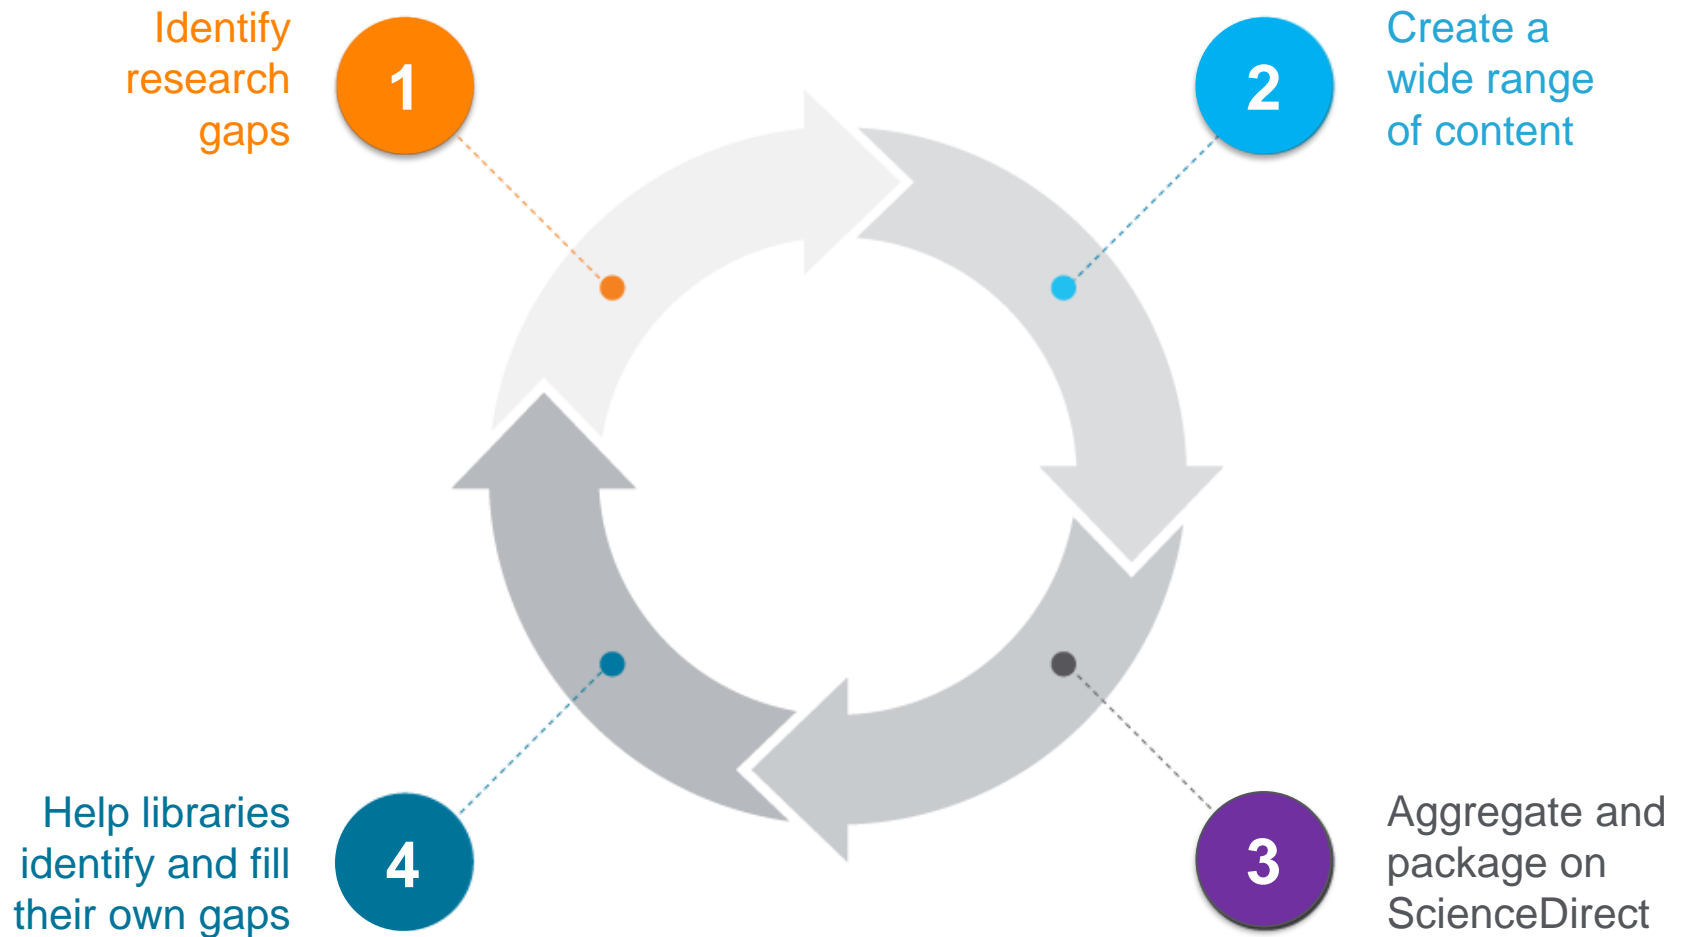 Identify
research
gaps
1
2
Create a
wide range
of content
Help libraries
identify and fill
their own gaps
4
3
Aggregate and
package on
ScienceDirect